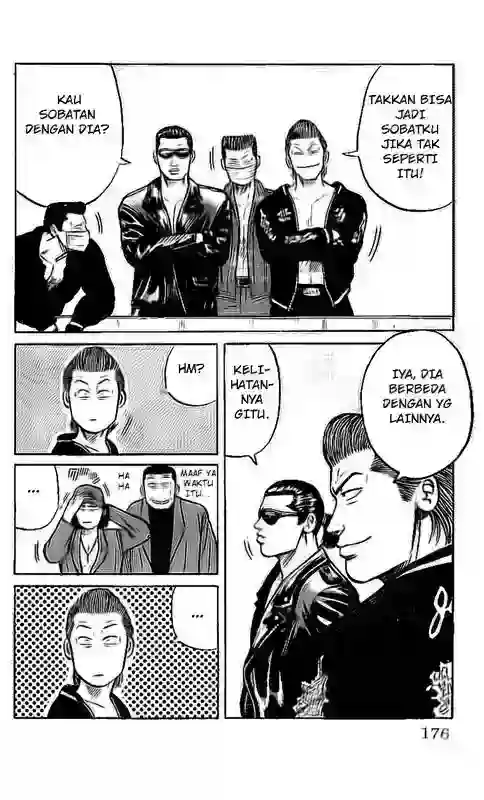 KAU
SOBATAN
DENGAN DIA?
TAKKAN BISA
JADI
SOBATKU
JIKA TAK
SEPERTI
ITU!
HM?
KELI-
HATAN-
NYA
GITU.
IYA, DIA
BERBEDA
DENGAN YG
LAINNYA.
...
HA
HA
MAAF YA
WAKTU
ITU...
...
176